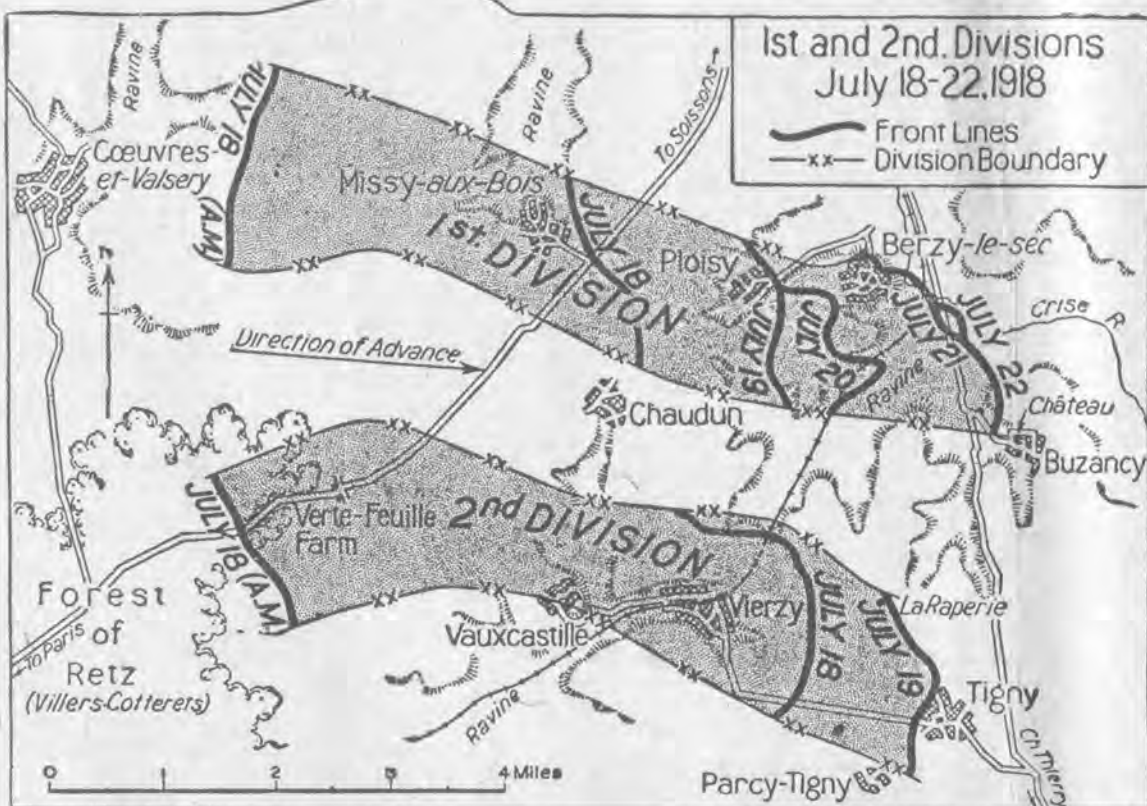 1st and 2nd. Divisions
July 18-22, 1918
Front Lines
Division Boundary
Ravine
JULY 18
(A.M.)
Cœuvres-
et-Valsery
Ravine
To Soissons
Missy-aux-Bois
1st. DIVISION
JULY 18
Ploisy
JULY 19
JULY 20
Berzy-le-sec
JULY 21
JULY 22
Crise R.
Ravine
Château
Buzancy
Direction of Advance
Chaudun
JULY 18 (A.M.)
Verte-Feuille
Farm
2nd DIVISION
Vierzy
JULY 18
La Raperie
JULY 19
Vauxcastille
Forest
of
Retz
(Villers-Cotterets)
To Paris
Ravine
Tigny
Parcy-Tigny
Ch. Thierry
0 1 2 3 4 Miles